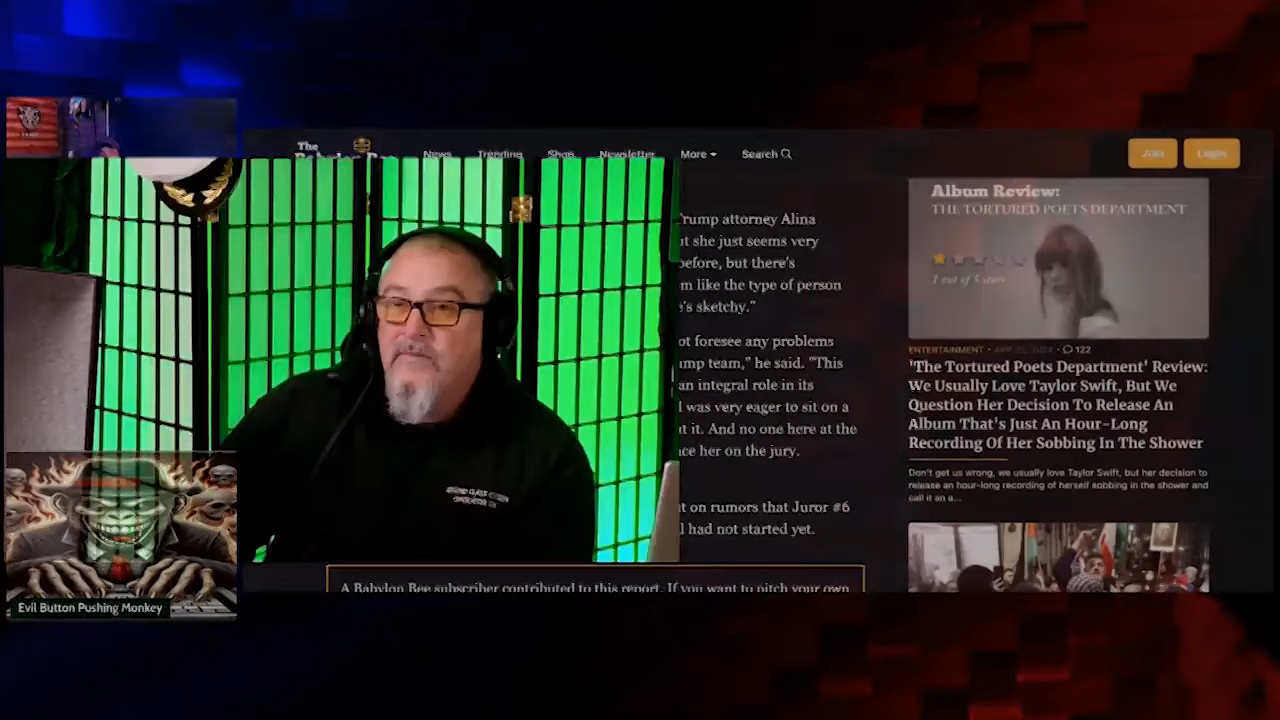 The
News
Trending
Shop
Newsletter
More
Search
Join
Login
Trump attorney Alina
she just seems very
before, but there's
like the type of person
sketchy."
foresee any problems
team," he said. "This
an integral role in its
I was very eager to sit on a
it. And no one here at the
her on the jury.
on rumors that Juror #6
had not started yet.
A Babylon Bee subscriber contributed to this report. If you want to pitch your own
Album Review:
THE TORTURED POETS DEPARTMENT
1 out of 5 stars
ENTERTAINMENT • 2024 • 122
'The Tortured Poets Department' Review:
We Usually Love Taylor Swift, But We
Question Her Decision To Release An
Album That's Just An Hour-Long
Recording Of Her Sobbing In The Shower
Don't get us wrong, we usually love Taylor Swift, but her decision to
release an hour-long recording of herself sobbing in the shower and
call it an a...
Evil Button Pushing Monkey